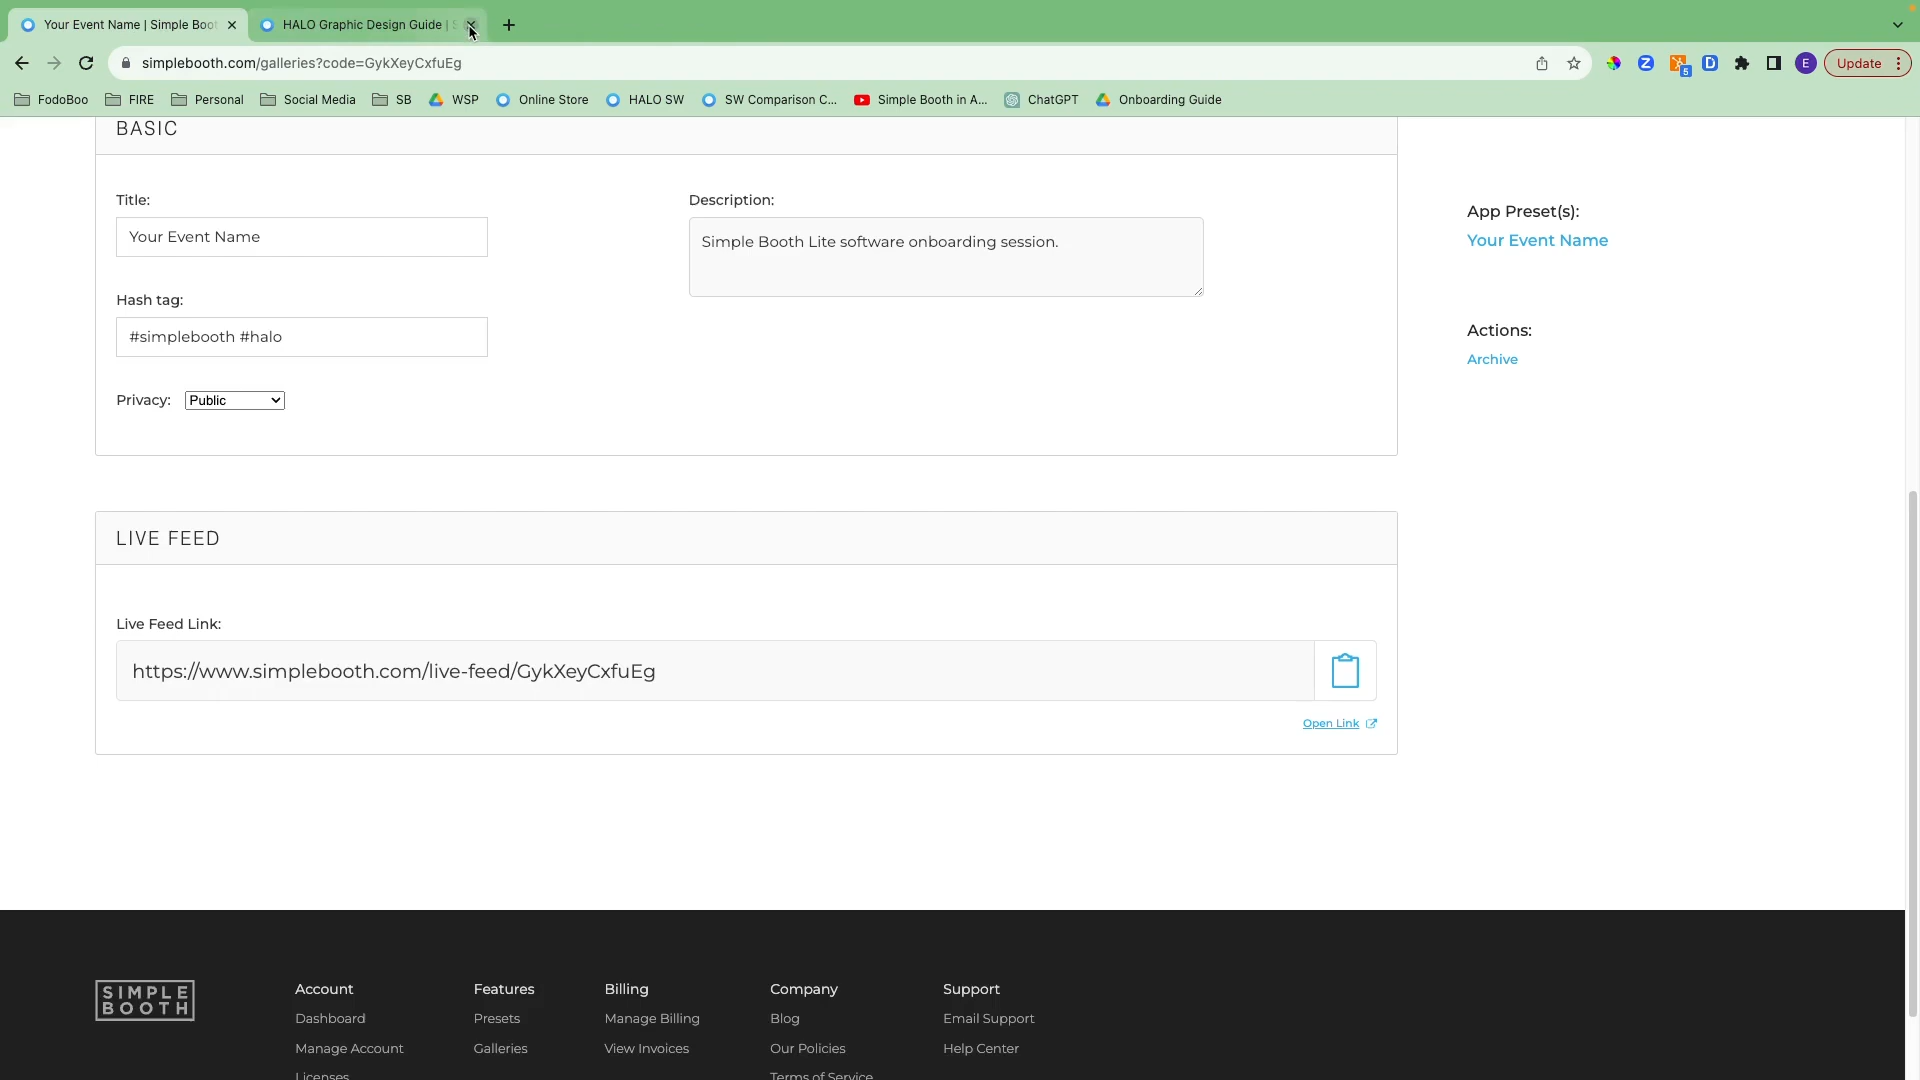 Your Event Name | Simple Boo
HALO Graphic Design Guide |
simplebooth.com/galleries?code=GykXeyCxfuEg
5
E
Update
FodoBoo
FIRE
Personal
Social Media
SB
WSP
Online Store
HALO SW
SW Comparison C...
Simple Booth in A...
ChatGPT
Onboarding Guide
BASIC
Title:
Your Event Name
Description:
Simple Booth Lite software onboarding session.
Hash tag:
#simplebooth #halo
Privacy: Public
App Preset(s):
Your Event Name
Actions:
Archive
LIVE FEED
Live Feed Link:
https://www.simplebooth.com/live-feed/GykXeyCxfuEg
Open Link
SIMPLE
BOOTH
Account
Dashboard
Manage Account
Licenses
Features
Presets
Galleries
Billing
Manage Billing
View Invoices
Company
Blog
Our Policies
Terms of Service
Support
Email Support
Help Center